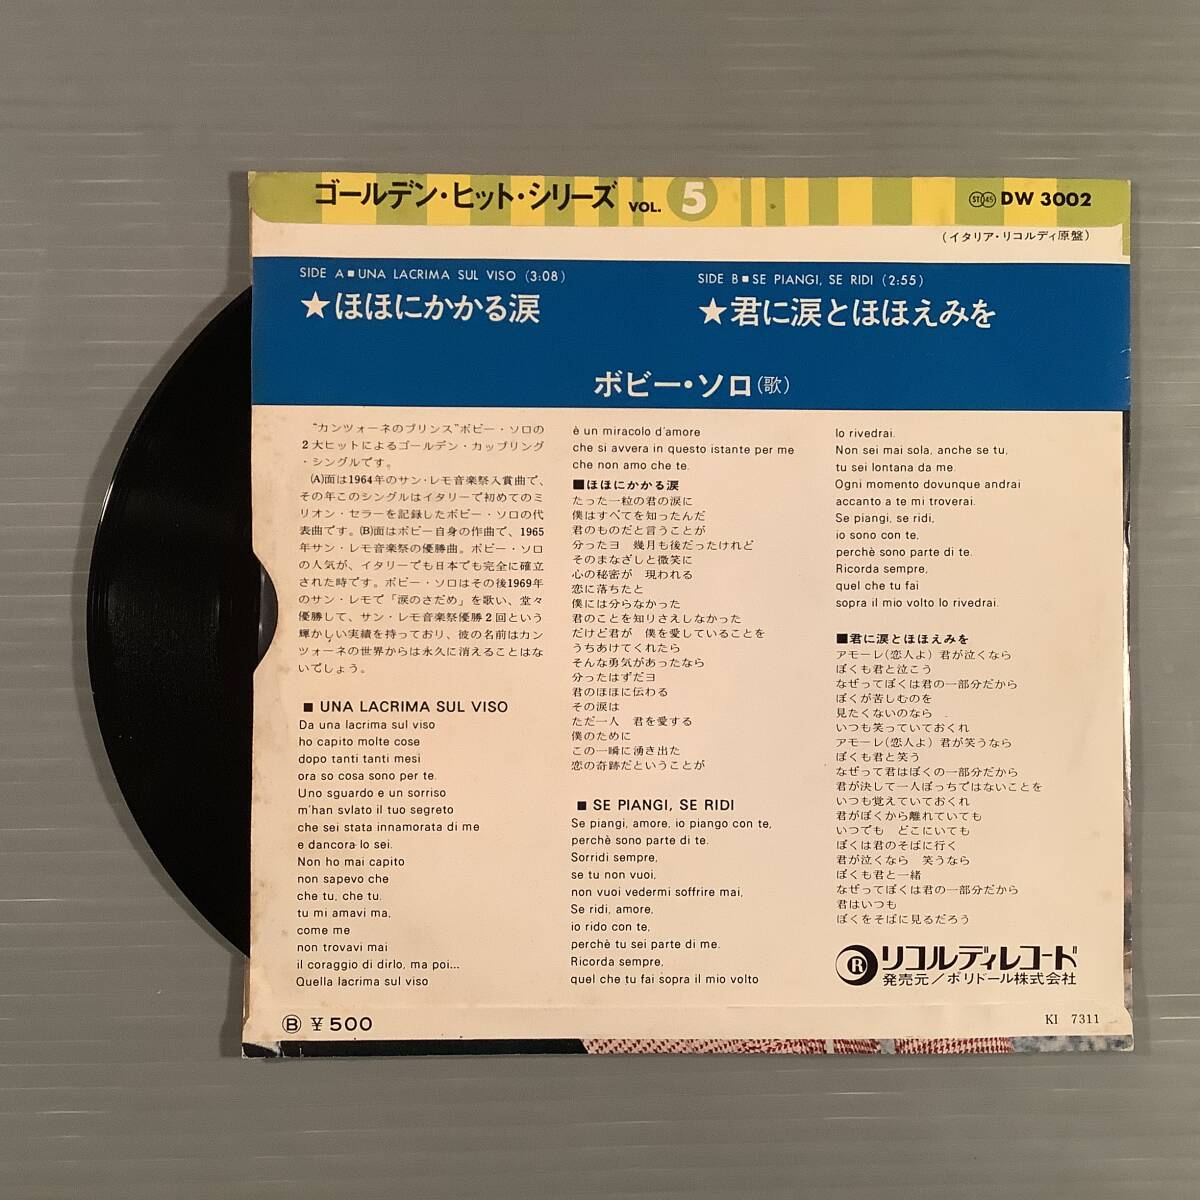 ゴールデン・ヒット・シリーズ VOL. 5
ST 45 DW 3002
(イタリア・リコルディ原盤)
SIDE A■UNA LACRIMA SUL VISO (3:08)
★ほほにかかる涙
SIDE B■SE PIANGI, SE RIDI (2:55)
★君に涙とほほえみを
ボビー・ソロ(歌)
“カンツォーネのプリンス”ボビー・ソロの
2大ヒットによるゴールデン・カップリング
・シングルです。
(A)面は1964年のサン・レモ音楽祭入賞曲で、
その年このシングルはイタリーで初めてのミ
リオン・セラーを記録したボビー・ソロの代
表曲です。(B)面はボビー自身の作曲で、1965
年サン・レモ音楽祭の優勝曲。ボビー・ソロ
の人気が、イタリーでも日本でも完全に確立
された時です。ボビー・ソロはその後1969年
のサン・レモで「涙のさだめ」を歌い、堂々
優勝して、サン・レモ音楽祭優勝2回という
輝かしい実績を持っており、彼の名前はカン
ツォーネの世界からは永久に消えることはな
いでしょう。
■ UNA LACRIMA SUL VISO
Da una lacrima sul viso
ho capito molte cose
dopo tanti tanti mesi
ora so cosa sono per te.
Uno sguardo e un sorriso
m'han svlato il tuo segreto
che sei stata innamorata di me
e dancora lo sei.
Non ho mai capito
non sapevo che
che tu, che tu.
tu mi amavi ma,
come me
non trovavi mai
il coraggio di dirlo, ma poi...
Quella lacrima sul viso
è un miracolo d'amore
che si avvera in questo istante per me
che non amo che te.
■ほほにかかる涙
たった一粒の君の涙に
僕はすべてを知ったんだ
君のものだと言うことが
分ったヨ 幾月も後だったけれど
そのまなざしと微笑に
心の秘密が 現われる
恋に落ちたと
僕には分らなかった
君のことを知りさえしなかった
だけど君が 僕を愛していることを
うちあけてくれたら
そんな勇気があったなら
分ったはずだヨ
君のほほに伝わる
その涙は
ただ一人 君を愛する
僕のために
この一瞬に湧き出た
恋の奇跡だということが
■ SE PIANGI, SE RIDI
Se piangi, amore, io piango con te,
perchè sono parte di te.
Sorridi sempre,
se tu non vuoi,
non vuoi vedermi soffrire mai,
Se ridi, amore,
io rido con te,
perchè tu sei parte di me.
Ricorda sempre,
quel che tu fai sopra il mio volto
lo rivedrai.
Non sei mai sola, anche se tu,
tu sei lontana da me.
Ogni momento dovunque andrai
accanto a te mi troverai.
Se piangi, se ridi,
io sono con te,
perchè sono parte di te.
Ricorda sempre,
quel che tu fai
sopra il mio volto lo rivedrai.
■君に涙とほほえみを
アモーレ(恋人よ)君が泣くなら
ぼくも君と泣こう
なぜってぼくは君の一部分だから
ぼくが苦しむのを
見たくないのなら
いつも笑っていておくれ
アモーレ(恋人よ)君が笑うなら
ぼくも君と笑う
なぜって君はぼくの一部分だから
君が決して一人ぼっちではないことを
いつも覚えていておくれ
君がぼくから離れていても
いつでも どこにいても
ぼくは君のそばに行く
君が泣くなら 笑うなら
ぼくも君と一緒
なぜってぼくは君の一部分だから
君はいつも
ぼくをそばに見るだろう
R リコルディレコード
発売元/ポリドール株式会社
Ⓑ ¥500
KI 7311